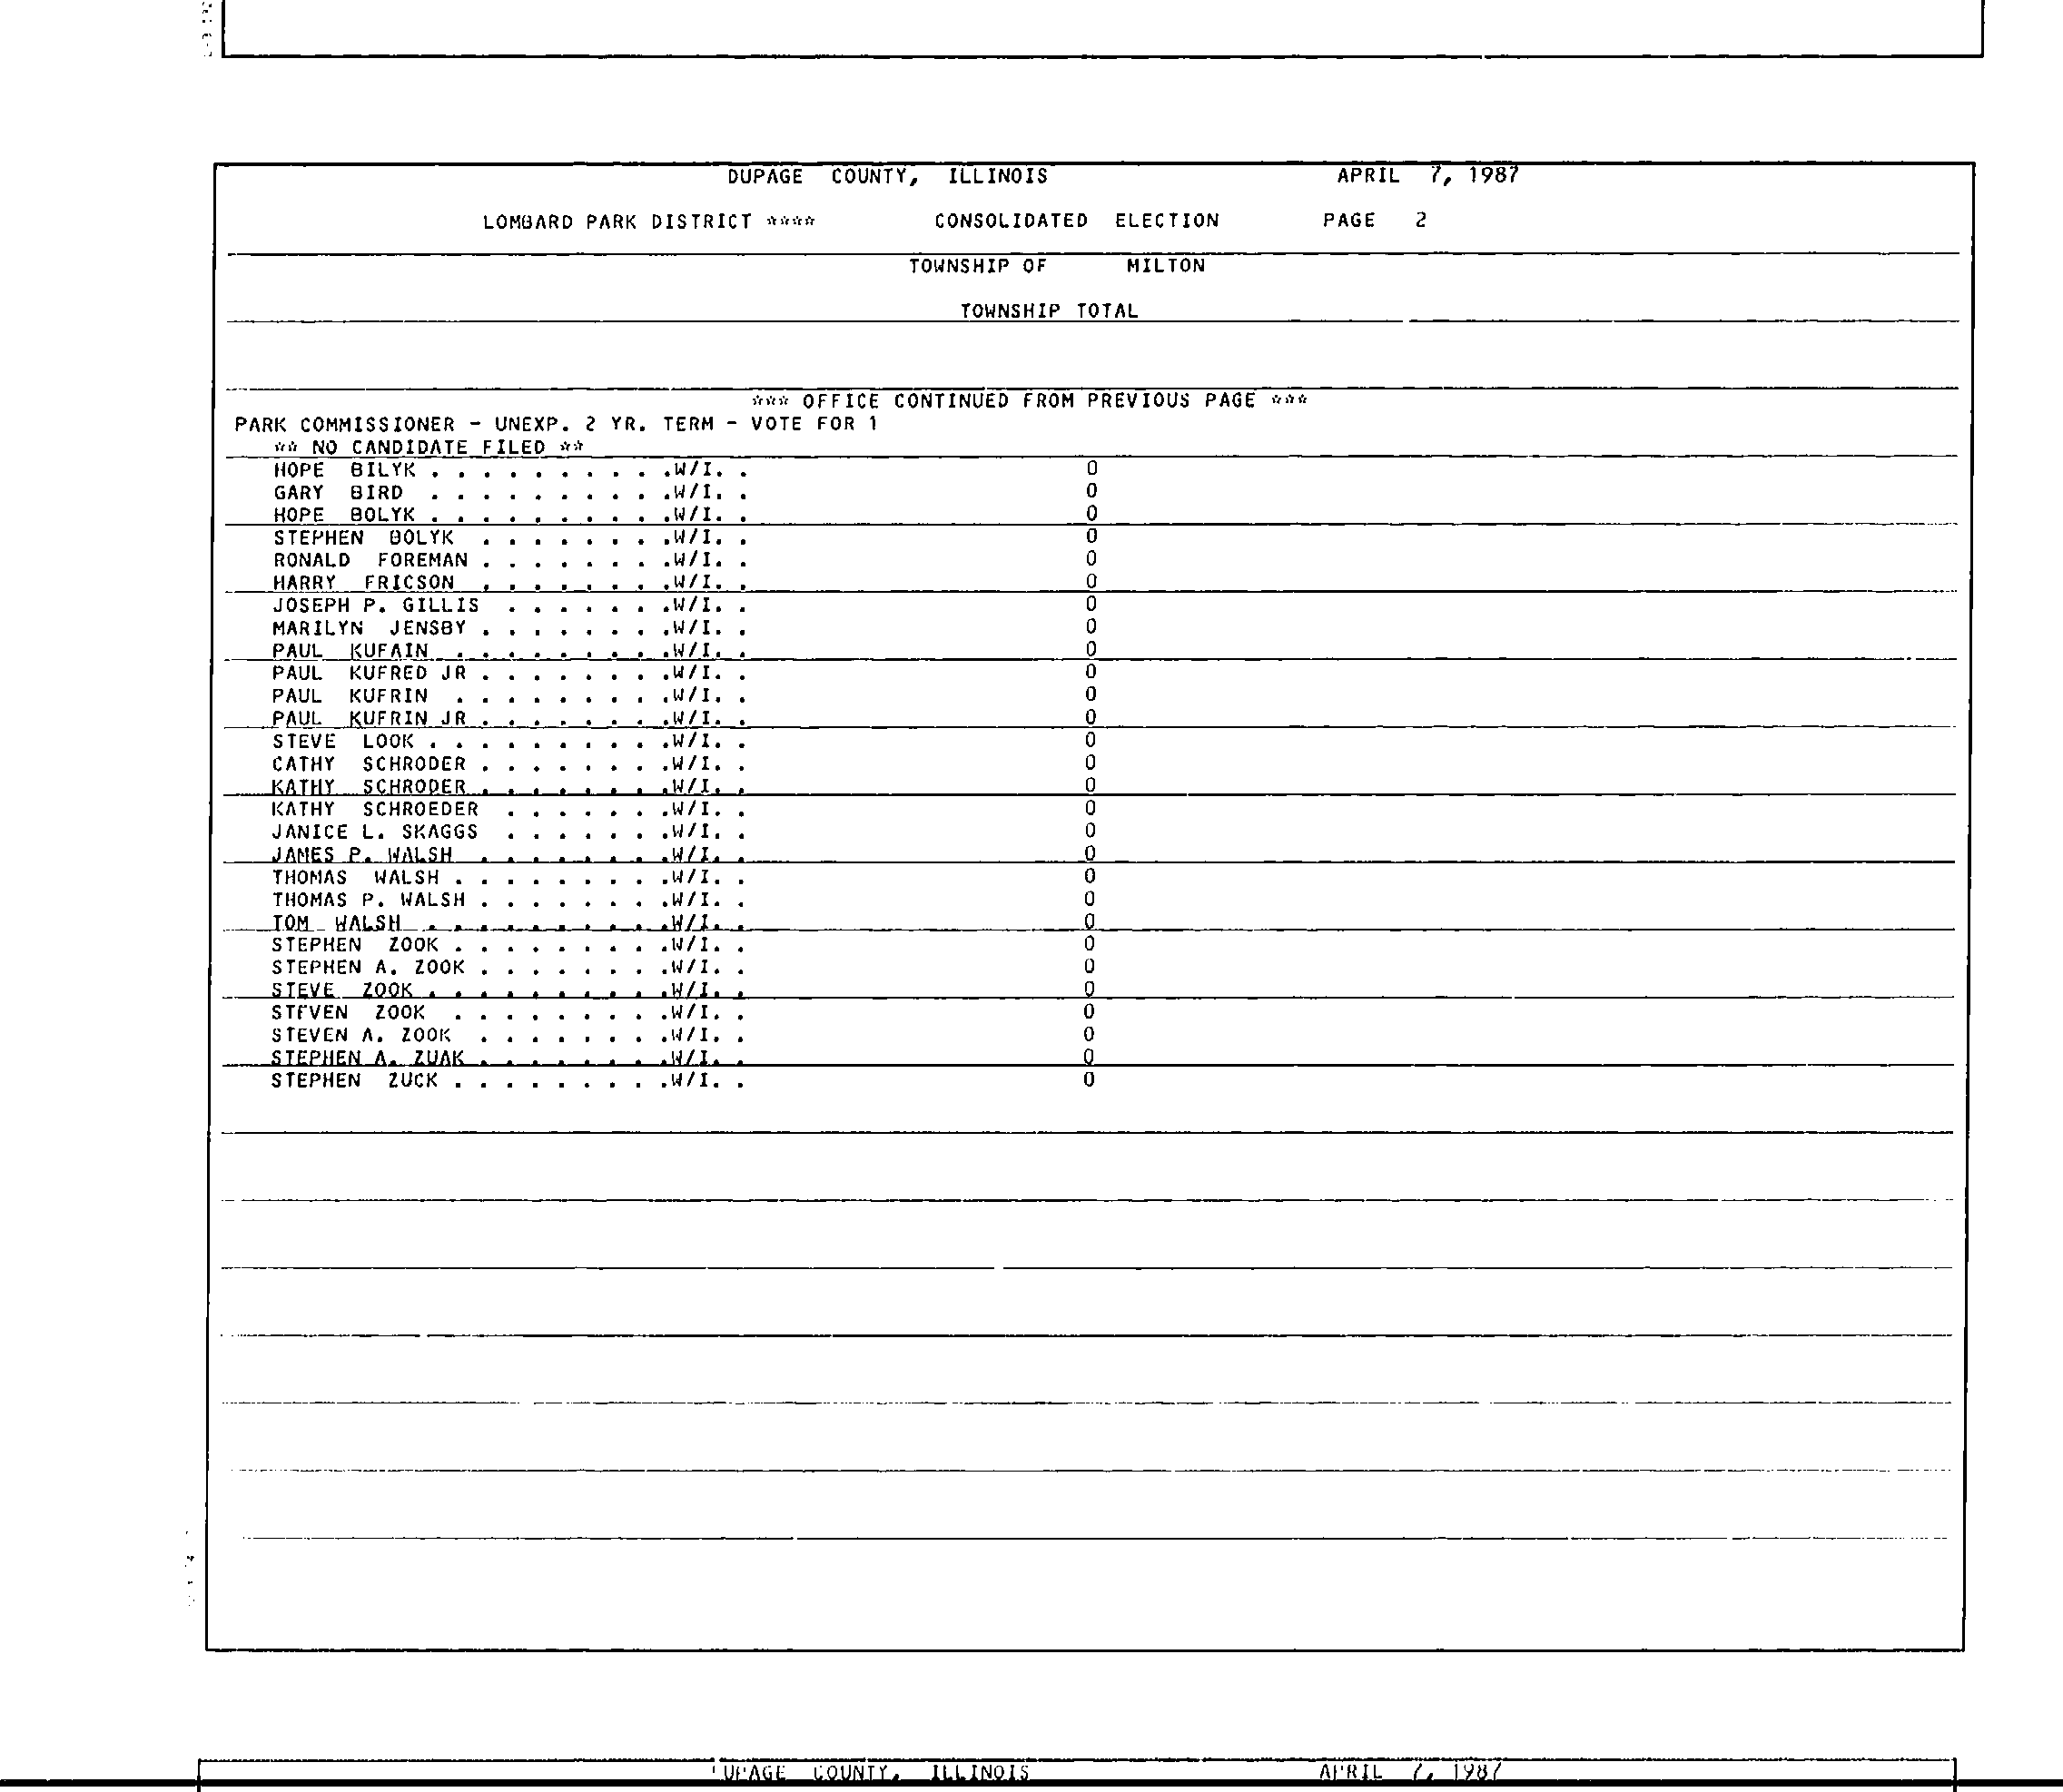 DUPAGE COUNTY, ILLINOIS APRIL 7, 1987
LOMBARD PARK DISTRICT **** CONSOLIDATED ELECTION PAGE 2
TOWNSHIP OF MILTON
TOWNSHIP TOTAL
*** OFFICE CONTINUED FROM PREVIOUS PAGE ***
PARK COMMISSIONER - UNEXP. 2 YR. TERM - VOTE FOR 1
** NO CANDIDATE FILED **
HOPE BILYK . . . . . . . . . .W/I. . 0
GARY BIRD . . . . . . . . . .W/I. . 0
HOPE BOLYK . . . . . . . . . .W/I. . 0
STEPHEN BOLYK . . . . . . . .W/I. . 0
RONALD FOREMAN . . . . . . . .W/I. . 0
HARRY FRICSON . . . . . . . .W/I. . 0
JOSEPH P. GILLIS . . . . . . .W/I. . 0
MARILYN JENSBY . . . . . . . .W/I. . 0
PAUL KUFAIN . . . . . . . . .W/I. . 0
PAUL KUFRED JR . . . . . . . .W/I. . 0
PAUL KUFRIN . . . . . . . . .W/I. . 0
PAUL KUFRIN JR . . . . . . . .W/I. . 0
STEVE LOOK . . . . . . . . . .W/I. . 0
CATHY SCHRODER . . . . . . . .W/I. . 0
KATHY SCHRODER . . . . . . . .W/I. . 0
KATHY SCHROEDER . . . . . . .W/I. . 0
JANICE L. SKAGGS . . . . . . .W/I. . 0
JAMES P. WALSH . . . . . . . .W/I. . 0
THOMAS WALSH . . . . . . . . .W/I. . 0
THOMAS P. WALSH . . . . . . . .W/I. . 0
TOM WALSH . . . . . . . . . .W/I. . 0
STEPHEN ZOOK . . . . . . . . .W/I. . 0
STEPHEN A. ZOOK . . . . . . . .W/I. . 0
STEVE ZOOK . . . . . . . . . .W/I. . 0
STEVEN ZOOK . . . . . . . . .W/I. . 0
STEVEN A. ZOOK . . . . . . . .W/I. . 0
STEPHEN A. ZUAK . . . . . . . .W/I. . 0
STEPHEN ZUCK . . . . . . . . .W/I. . 0
COUNTY, ILLINOIS APRIL 7, 1987